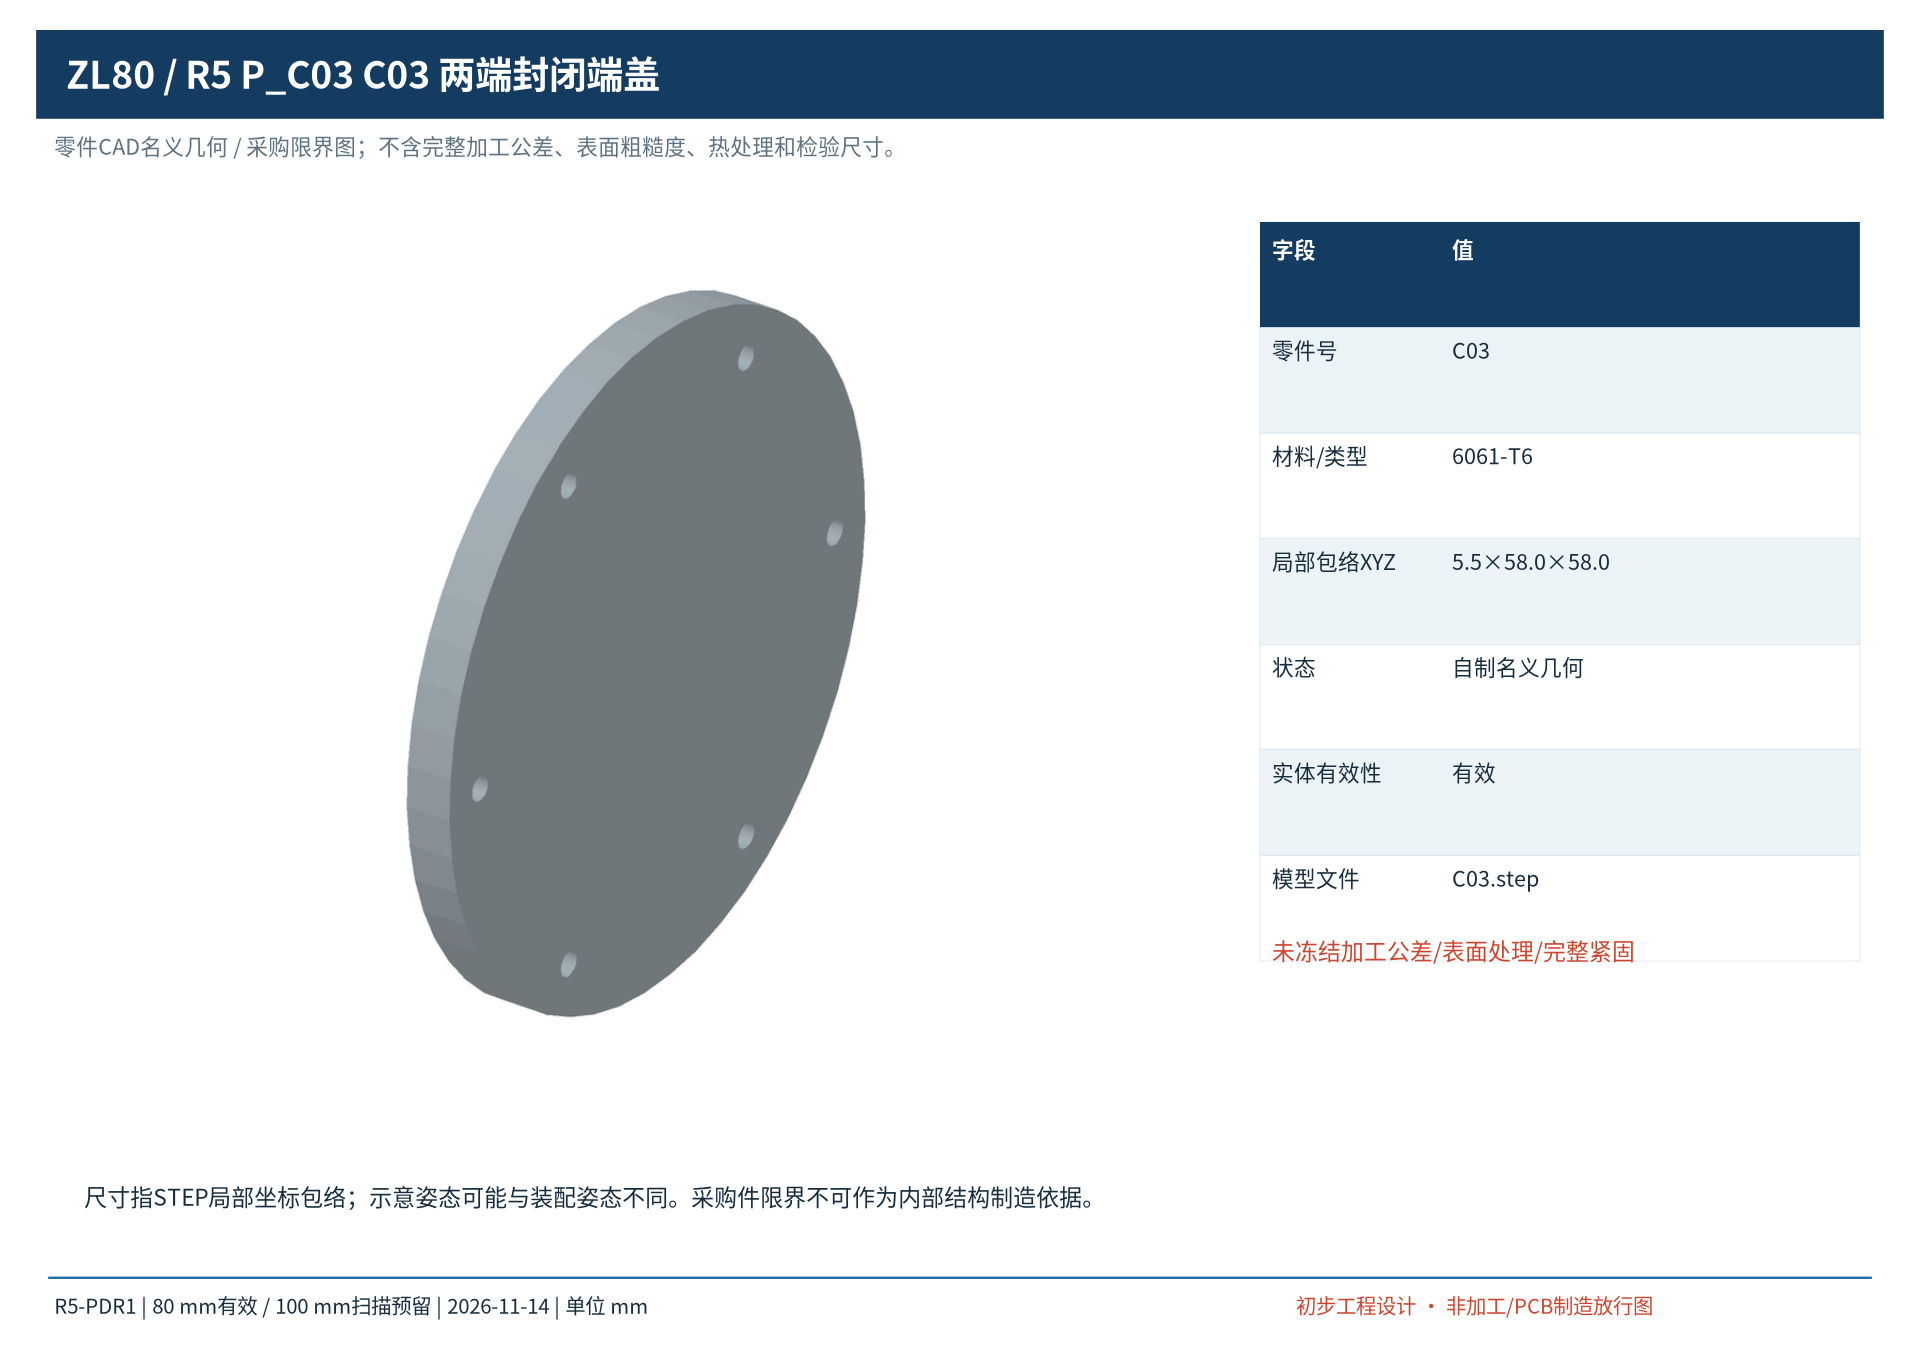 ZL80 / R5 P_C03 C03 两端封闭端盖
零件CAD名义几何 / 采购限界图；不含完整加工公差、表面粗糙度、热处理和检验尺寸。
字段 值
零件号 C03
材料/类型 6061-T6
局部包络XYZ 5.5×58.0×58.0
状态 自制名义几何
实体有效性 有效
模型文件 C03.step
未冻结加工公差/表面处理/完整紧固
尺寸指STEP局部坐标包络；示意姿态可能与装配姿态不同。采购件限界不可作为内部结构制造依据。
R5-PDR1 | 80 mm有效 / 100 mm扫描预留 | 2026-11-14 | 单位 mm
初步工程设计 · 非加工/PCB制造放行图